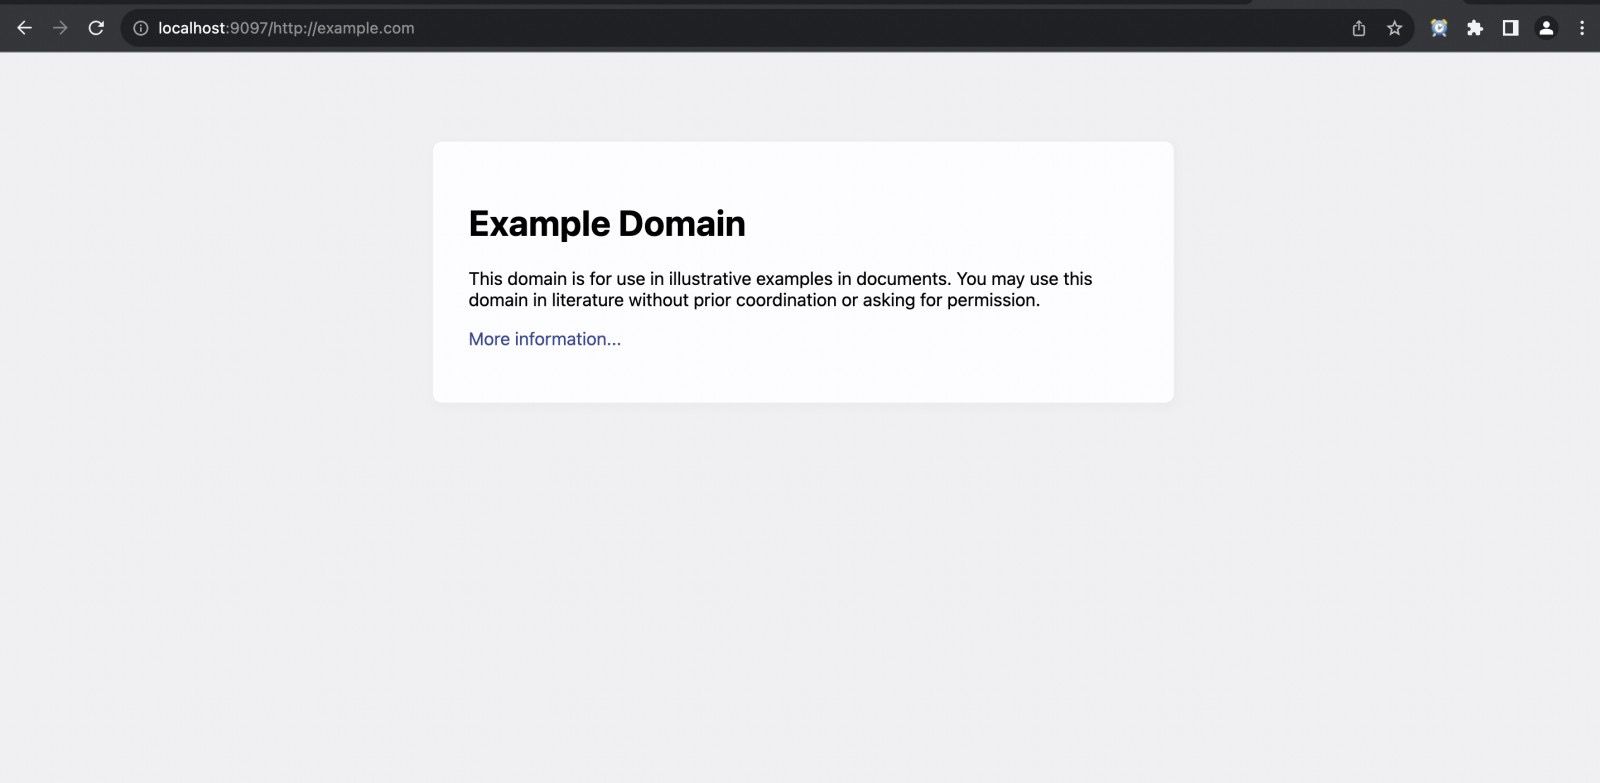 localhost:9097/http://example.com
Example Domain
This domain is for use in illustrative examples in documents. You may use this
domain in literature without prior coordination or asking for permission.
More information...